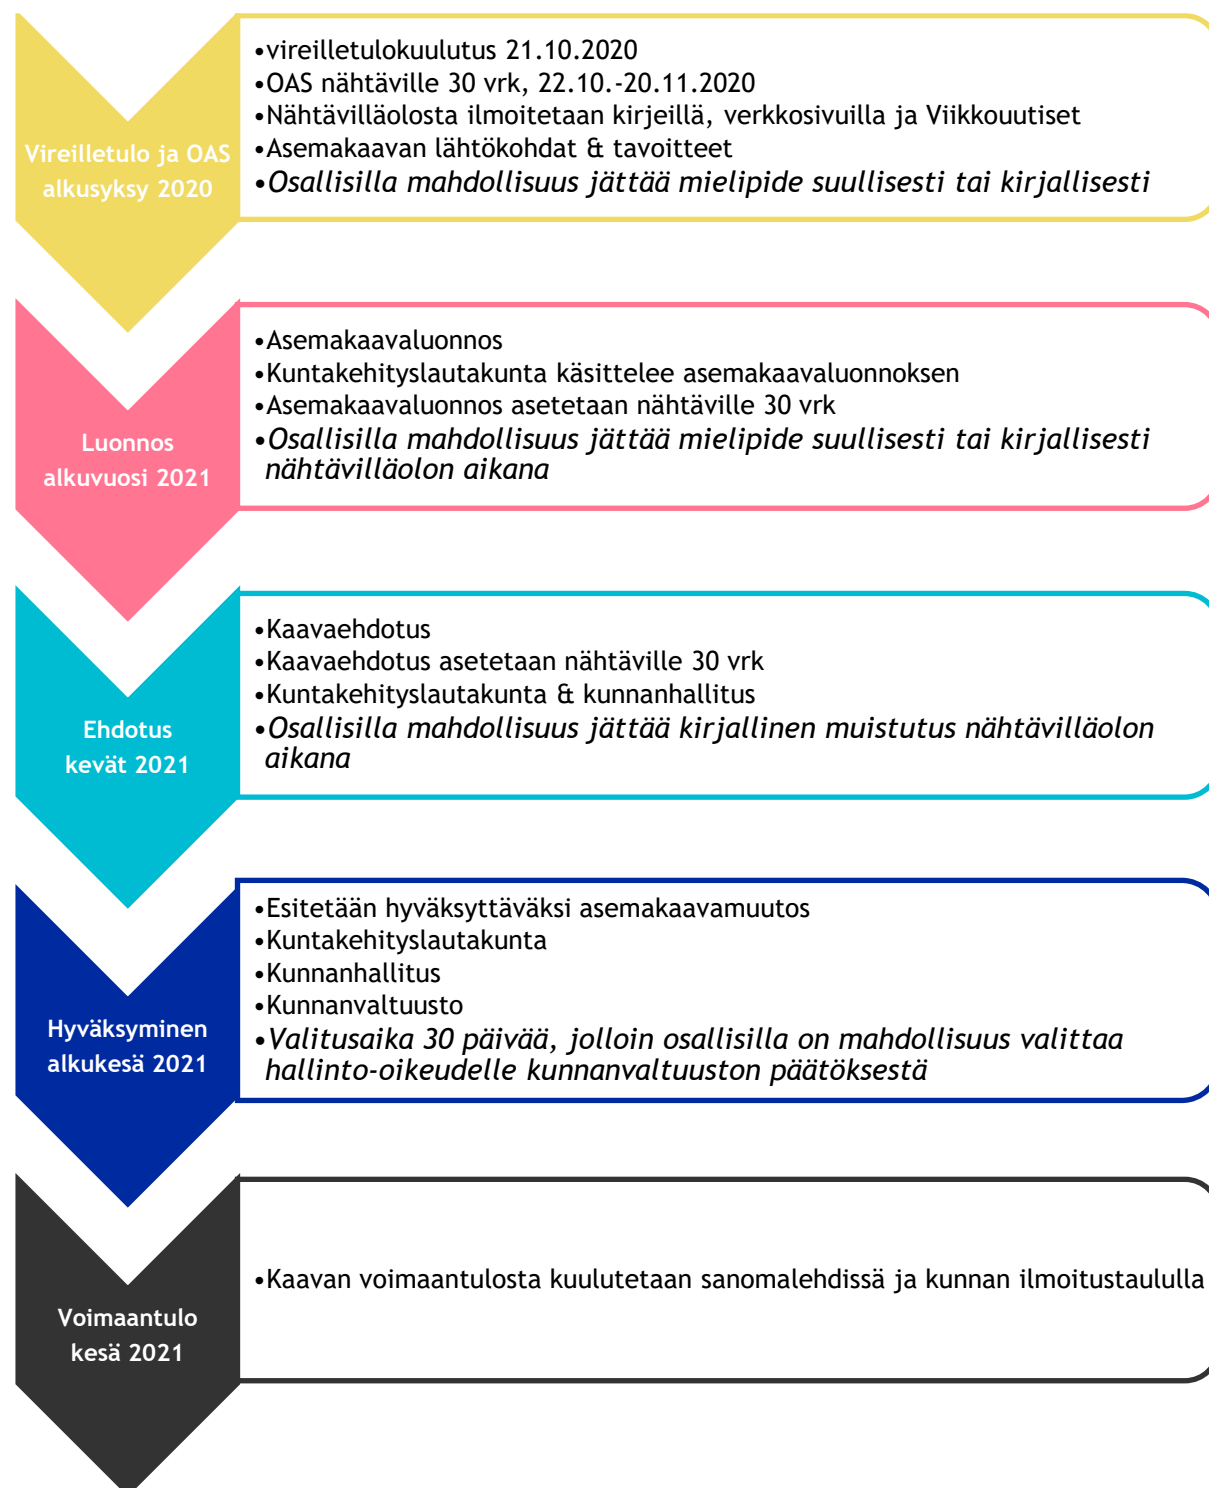 Vireilletulo ja OAS
alkusyksy 2020
•vireilletulokuulutus 21.10.2020
•OAS nähtäville 30 vrk, 22.10.-20.11.2020
•Nähtävilläolosta ilmoitetaan kirjeillä, verkkosivuilla ja Viikkouutiset
•Asemakaavan lähtökohdat & tavoitteet
•Osallisilla mahdollisuus jättää mielipide suullisesti tai kirjallisesti
Luonnos
alkuvuosi 2021
•Asemakaavaluonnos
•Kuntakehityslautakunta käsittelee asemakaavaluonnoksen
•Asemakaavaluonnos asetetaan nähtäville 30 vrk
•Osallisilla mahdollisuus jättää mielipide suullisesti tai kirjallisesti
nähtävilläolon aikana
Ehdotus
kevät 2021
•Kaavaehdotus
•Kaavaehdotus asetetaan nähtäville 30 vrk
•Kuntakehityslautakunta & kunnanhallitus
•Osallisilla mahdollisuus jättää kirjallinen muistutus nähtävilläolon
aikana
Hyväksyminen
alkukesä 2021
•Esitetään hyväksyttäväksi asemakaavamuutos
•Kuntakehityslautakunta
•Kunnanhallitus
•Kunnanvaltuusto
•Valitusaika 30 päivää, jolloin osallisilla on mahdollisuus valittaa
hallinto-oikeudelle kunnanvaltuuston päätöksestä
Voimaantulo
kesä 2021
•Kaavan voimaantulosta kuulutetaan sanomalehdissä ja kunnan ilmoitustaululla